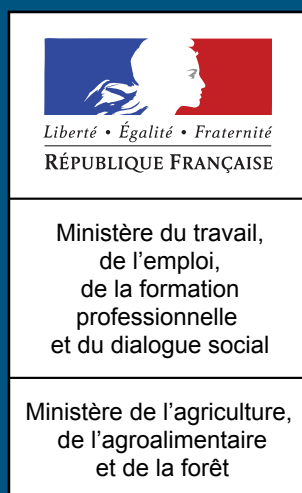 Liberté • Égalité • Fraternité
RÉPUBLIQUE FRANÇAISE
Ministère du travail,
de l’emploi,
de la formation
professionnelle
et du dialogue social
Ministère de l’agriculture,
de l’agroalimentaire
et de la forêt